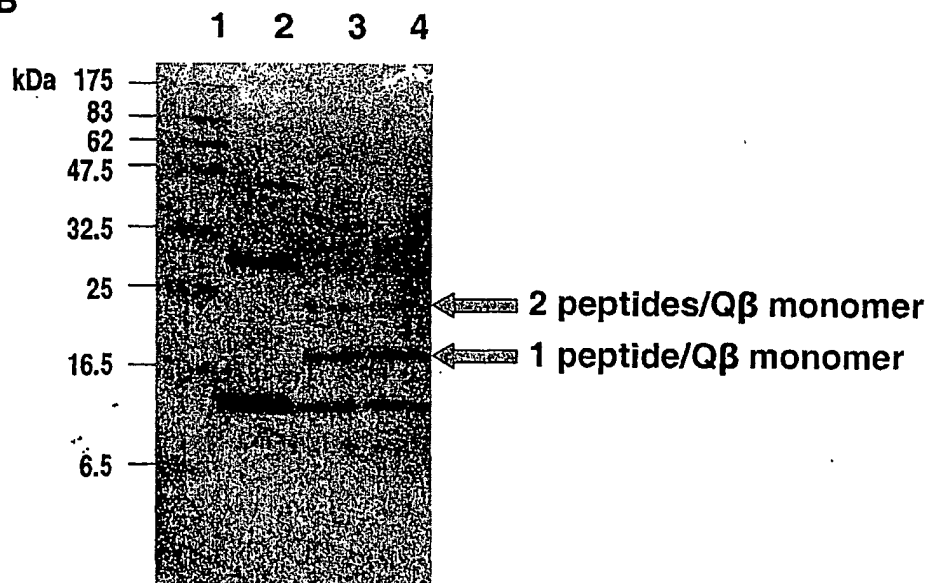 B
1 2 3 4
kDa 175
83
62
47.5
32.5
25
2 peptides/Qβ monomer
1 peptide/Qβ monomer
16.5
6.5